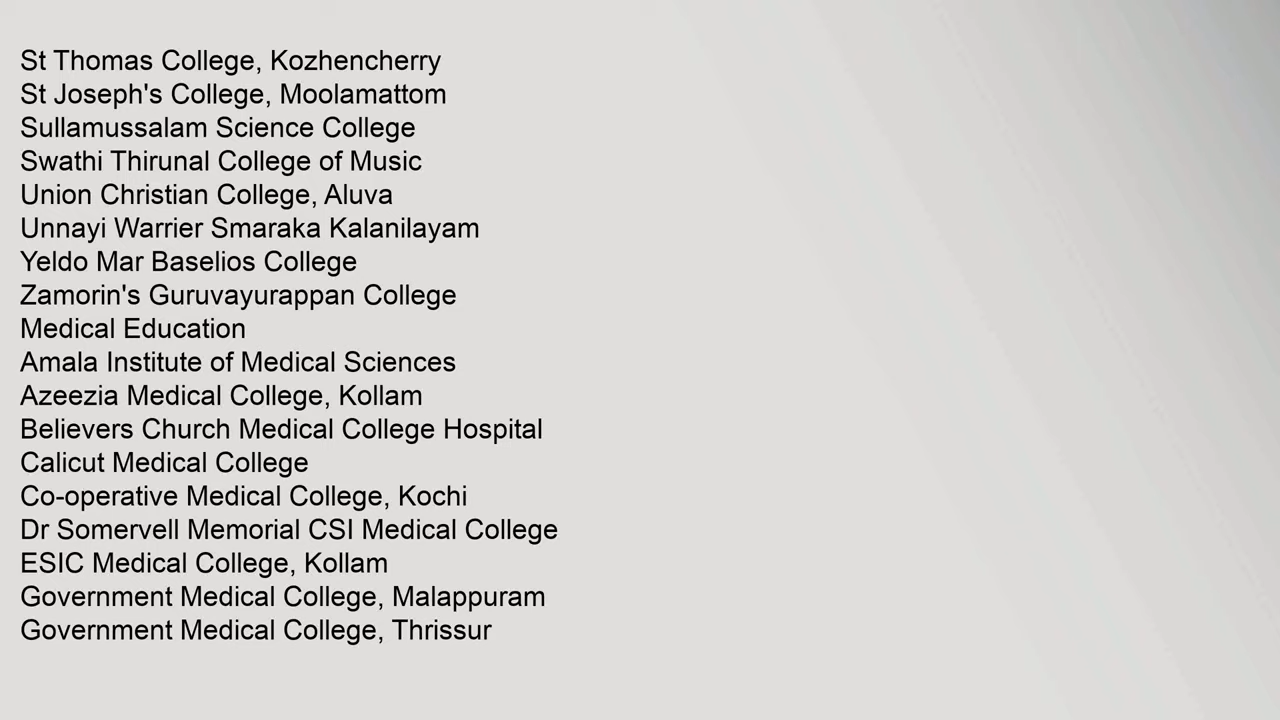 St Thomas College, Kozhencherry
St Joseph's College, Moolamattom
Sullamussalam Science College
Swathi Thirunal College of Music
Union Christian College, Aluva
Unnayi Warrier Smaraka Kalanilayam
Yeldo Mar Baselios College
Zamorin's Guruvayurappan College
Medical Education
Amala Institute of Medical Sciences
Azeezia Medical College, Kollam
Believers Church Medical College Hospital
Calicut Medical College
Co-operative Medical College, Kochi
Dr Somervell Memorial CSI Medical College
ESIC Medical College, Kollam
Government Medical College, Malappuram
Government Medical College, Thrissur